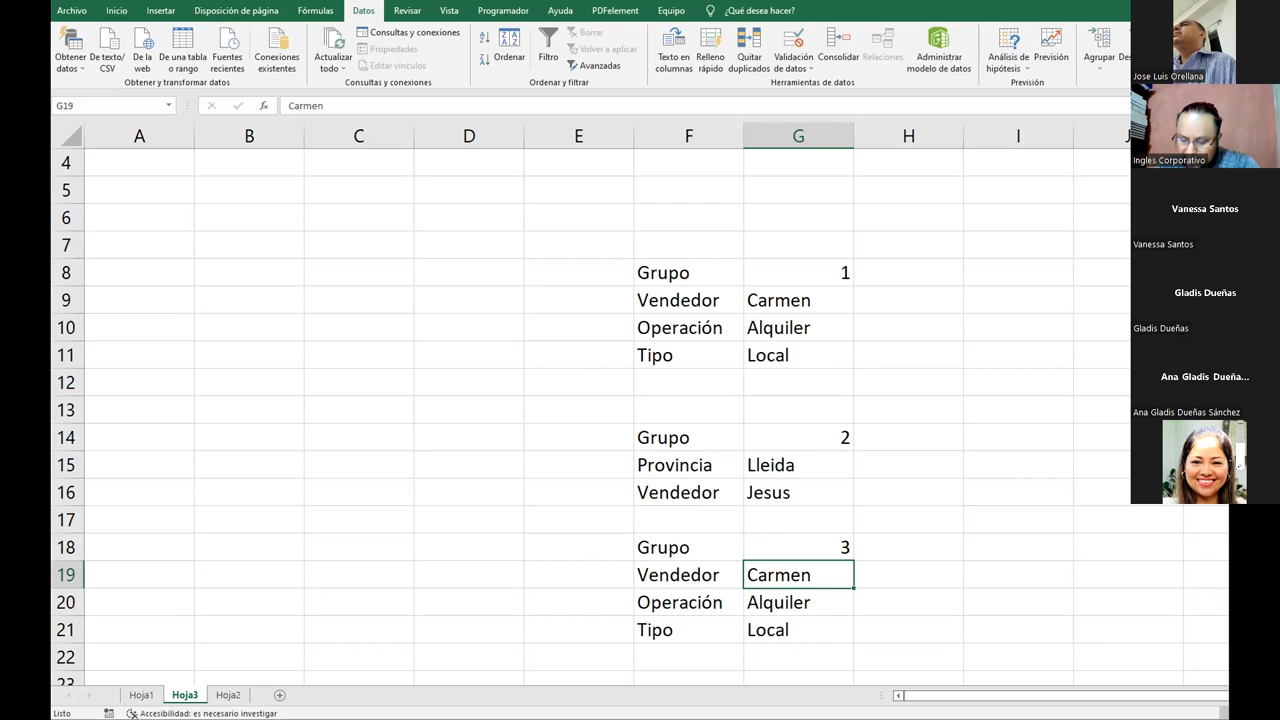 Archivo Inicio Insertar Disposición de página Fórmulas Datos Revisar Vista Programador Ayuda PDFelement Equipo ¿Qué desea hacer?
Obtener datos
De texto/ CSV
De la web
De una tabla o rango
Fuentes recientes
Conexiones existentes
Obtener y transformar datos
Actualizar todo
Consultas y conexiones
Propiedades
Editar vínculos
Consultas y conexiones
Ordenar
Filtro
Borrar
Volver a aplicar
Avanzadas
Ordenar y filtrar
Texto en columnas
Relleno rápido
Quitar duplicados
Validación de datos
Consolidar
Relaciones
Administrar modelo de datos
Herramientas de datos
Análisis de hipótesis
Previsión
Previsión
Agrupar
G19 fx Carmen
A B C D E F G H I
4
5
6
7
8 Grupo 1
9 Vendedor Carmen
10 Operación Alquiler
11 Tipo Local
12
13
14 Grupo 2
15 Provincia Lleida
16 Vendedor Jesus
17
18 Grupo 3
19 Vendedor Carmen
20 Operación Alquiler
21 Tipo Local
22
23
Hoja1 Hoja3 Hoja2
Listo Accesibilidad: es necesario investigar
Jose Luis Orellana
Ingles Corporativo
Vanessa Santos
Vanessa Santos
Gladis Dueñas
Gladis Dueñas
Ana Gladis Dueña...
Ana Gladis Dueñas Sánchez